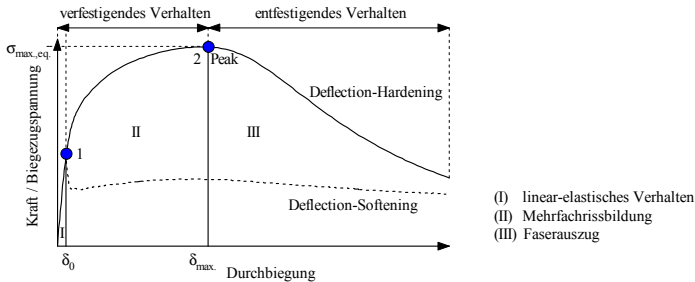 verfestigendes Verhalten
entfestigendes Verhalten
σmax.,eq.
2 Peak
Deflection-Hardening
Kraft / Biegezugspannung
II
III
1
Deflection-Softening
I
(I) linear-elastisches Verhalten
(II) Mehrfachrissbildung
(III) Faserauszug
δ0
δmax.
Durchbiegung